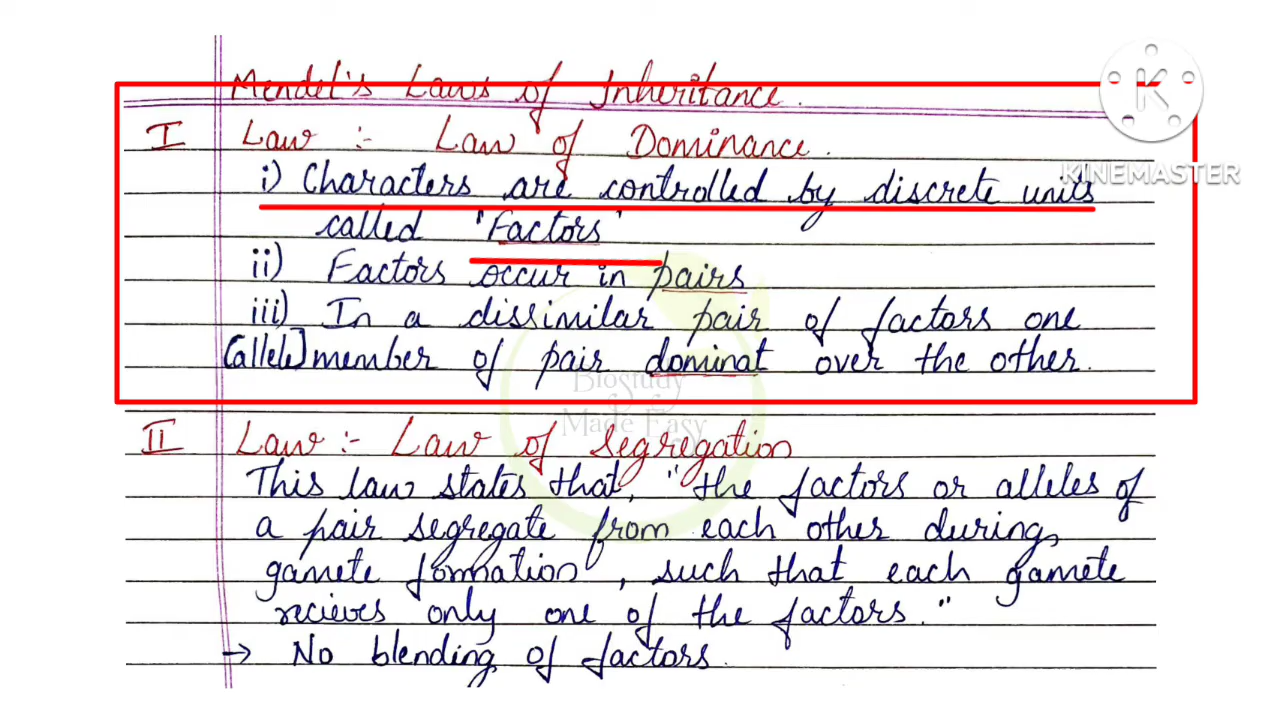 Mendel's Laws of Inheritance.
I Law :- Law of Dominance.
i) Characters are controlled by discrete units
called "Factors"
ii) Factors occur in pairs
iii) In a dissimilar pair of factors one
(allele] member of pair dominat over the other.
II Law :- Law of Segregation
This law states that, "the factors or alleles of
a pair segregate from each other during
gamete formation, such that each gamete
recieves only one of the factors."
→ No blending of factors.
K
KINEMASTER
Biostudy
Made Easy